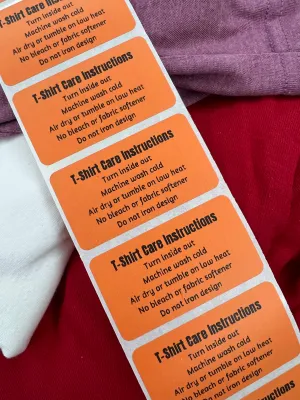 Turn inside out
Machine wash cold
Air dry or tumble on low heat
No bleach or fabric softener
Do not iron design
T-Shirt Care Instructions
Turn inside out
Machine wash cold
Air dry or tumble on low heat
No bleach or fabric softener
Do not iron design
T-Shirt Care Instructions
Turn inside out
Machine wash cold
Air dry or tumble on low heat
No bleach or fabric softener
Do not iron design
T-Shirt Care Instructions
Turn inside out
Machine wash cold
Air dry or tumble on low heat
No bleach or fabric softener
Do not iron design
T-Shirt Care Instructions
Turn inside out
Machine wash cold
Air dry or tumble on low heat
No bleach or fabric softener
Do not iron design